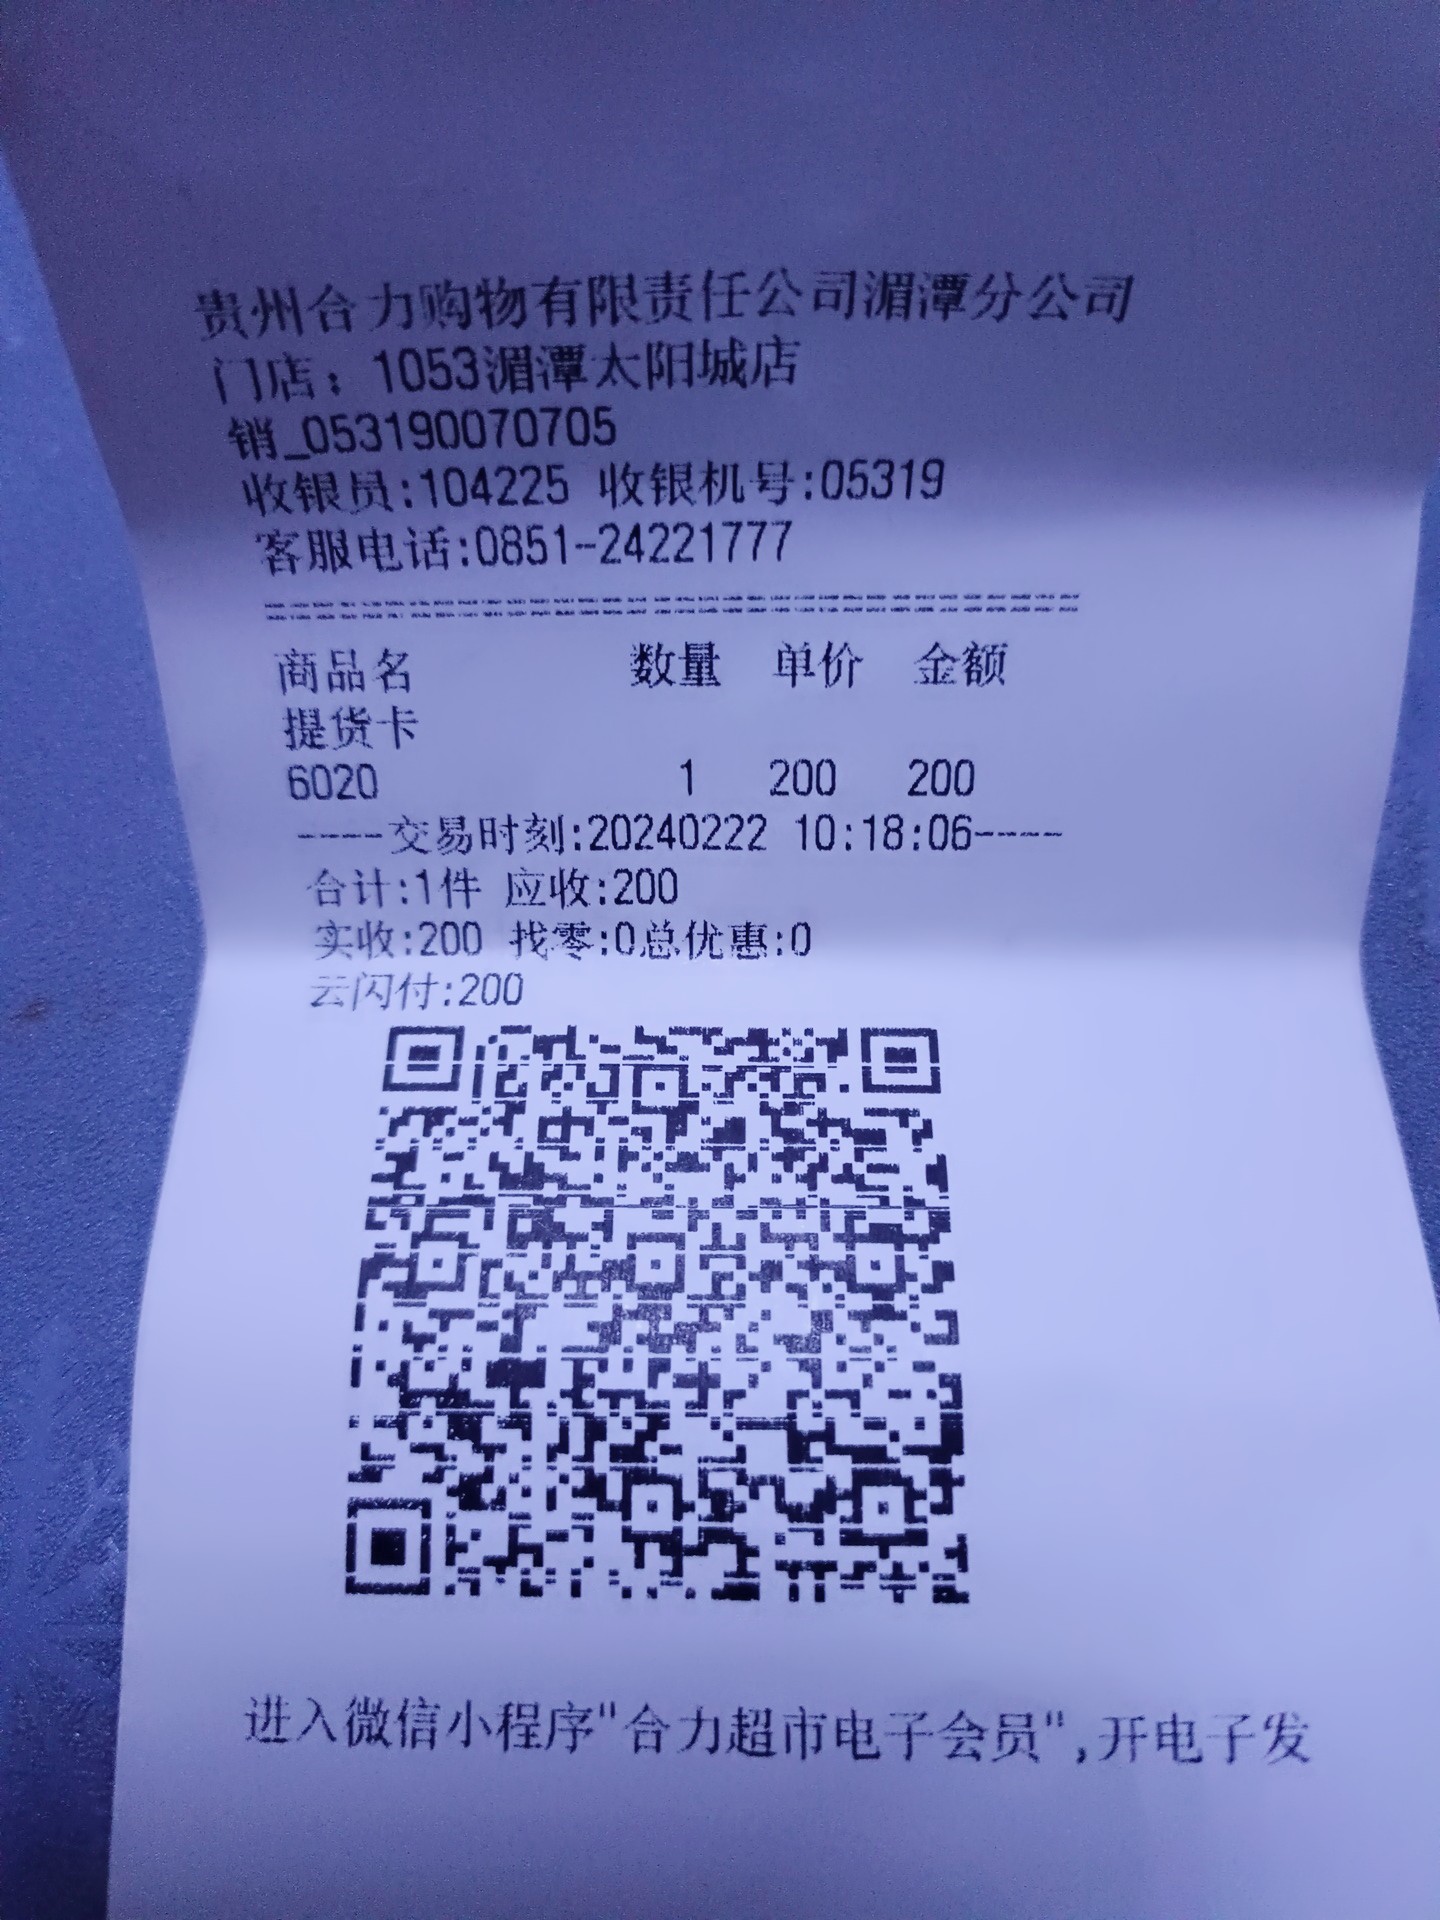 贵州合力购物有限责任公司湄潭分公司
门店：1053湄潭太阳城店
销_053190070705
收银员:104225 收银机号:05319
客服电话:0851-24221777
商品名 数量 单价 金额
提货卡
6020 1 200 200
----交易时刻:20240222 10:18:06----
合计:1件 应收:200
实收:200 找零:0总优惠:0
云闪付:200
进入微信小程序"合力超市电子会员",开电子发